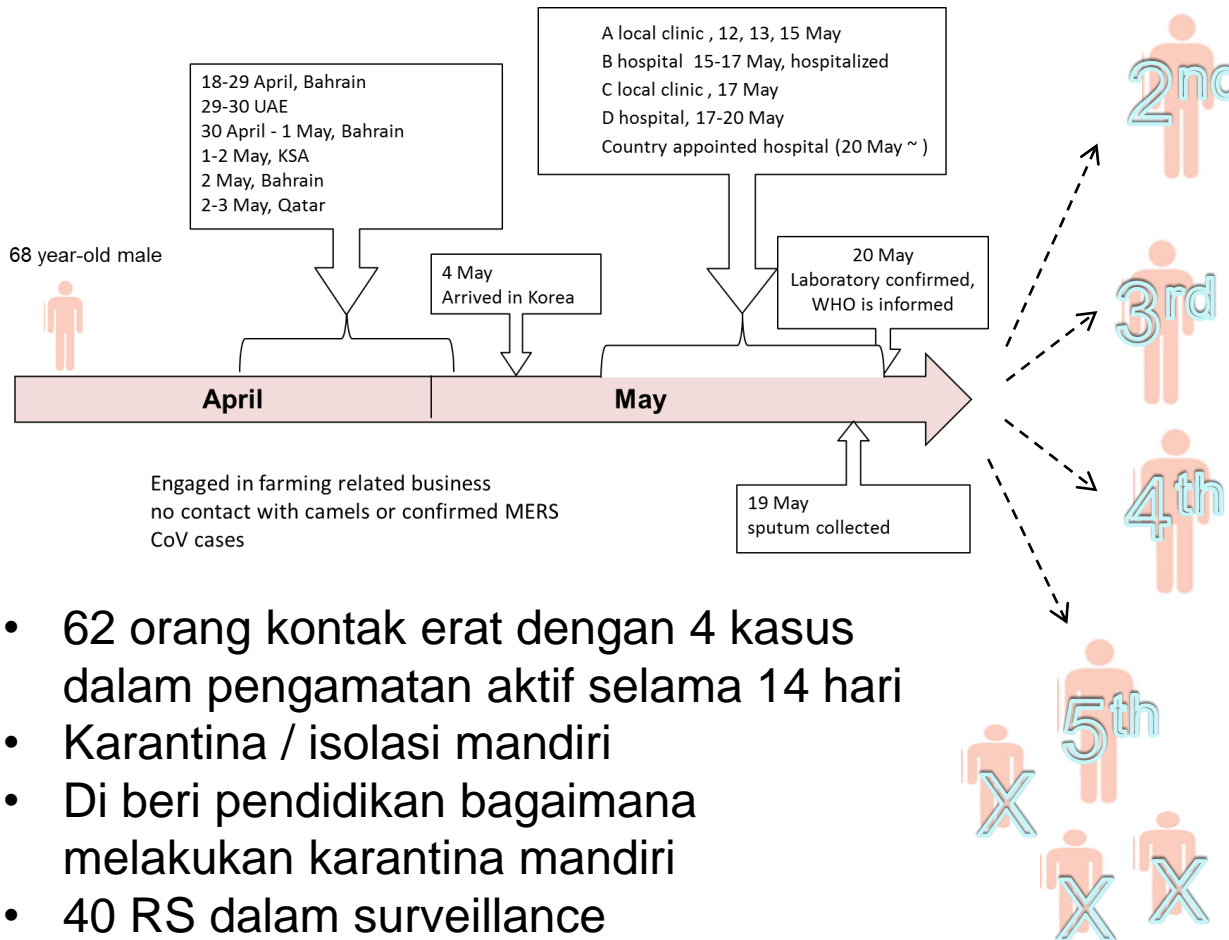 A local clinic , 12, 13, 15 May
B hospital 15-17 May, hospitalized
C local clinic , 17 May
D hospital, 17-20 May
Country appointed hospital (20 May ~ )
18-29 April, Bahrain
29-30 UAE
30 April - 1 May, Bahrain
1-2 May, KSA
2 May, Bahrain
2-3 May, Qatar
68 year-old male
4 May
Arrived in Korea
20 May
Laboratory confirmed,
WHO is informed
April
May
Engaged in farming related business
no contact with camels or confirmed MERS
CoV cases
19 May
sputum collected
2nd
3rd
4th
5th
X
X
X
• 62 orang kontak erat dengan 4 kasus
dalam pengamatan aktif selama 14 hari
• Karantina / isolasi mandiri
• Di beri pendidikan bagaimana
melakukan karantina mandiri
• 40 RS dalam surveillance